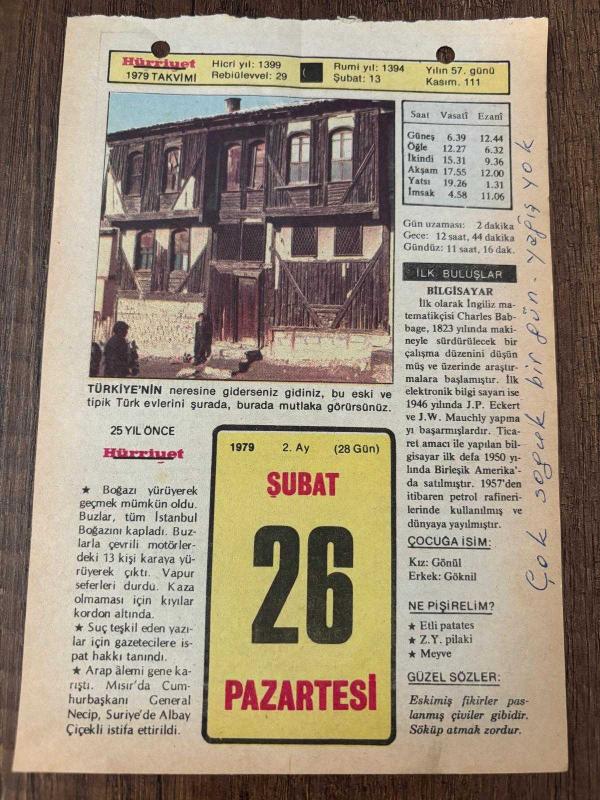 Hürriyet
1979 TAKVİMİ
Hicri yıl: 1399
Rebiülevvel: 29
Rumi yıl: 1394
Şubat: 13
Yılın 57. günü
Kasım. 111
Saat Vasatî Ezanî
Güneş 6.39 12.44
Öğle 12.27 6.32
İkindi 15.31 9.36
Akşam 17.55 12.00
Yatsı 19.26 1.31
İmsak 4.58 11.06
Gün uzaması: 2 dakika
Gece: 12 saat, 44 dakika
Gündüz: 11 saat, 16 dak.
TÜRKİYE'NİN neresine giderseniz gidiniz, bu eski ve
tipik Türk evlerini şurada, burada mutlaka görürsünüz.
25 YIL ÖNCE
Hürriyet
★ Boğazı yürüyerek
geçmek mümkün oldu.
Buzlar, tüm İstanbul
Boğazını kapladı. Buz-
larla çevrili motörler-
deki 13 kişi karaya yü-
rüyerek çıktı. Vapur
seferleri durdu. Kaza
olmaması için kıyılar
kordon altında.
★ Suç teşkil eden yazı-
lar için gazetecilere is-
pat hakkı tanındı.
★ Arap âlemi gene ka-
rıştı. Mısır'da Cum-
hurbaşkanı General
Necip, Suriye'de Albay
Çiçekli istifa ettirildi.
1979 2. Ay (28 Gün)
ŞUBAT
26
PAZARTESİ
İLK BULUŞLAR
BİLGİSAYAR
İlk olarak İngiliz ma-
tematikçisi Charles Bab-
bage, 1823 yılında maki-
neyle sürdürülecek bir
çalışma düzenini düşün
müş ve üzerinde araştır-
malara başlamıştır. İlk
elektronik bilgi sayarı ise
1946 yılında J.P. Eckert
ve J.W. Mauchly yapma
yı başarmışlardır. Tica-
ret amacı ile yapılan bil-
gisayar ilk defa 1950 yı-
lında Birleşik Amerika'-
da satılmıştır. 1957'den
itibaren petrol rafineri-
lerinde kullanılmış ve
dünyaya yayılmıştır.
ÇOCUĞA İSİM:
Kız: Gönül
Erkek: Göknil
NE PİŞİRELİM?
★ Etli patates
★ Z.Y. pilaki
★ Meyve
GÜZEL SÖZLER:
Eskimiş fikirler pas-
lanmış çiviler gibidir.
Söküp atmak zordur.
Çok soğuk bir gün - yağış yok